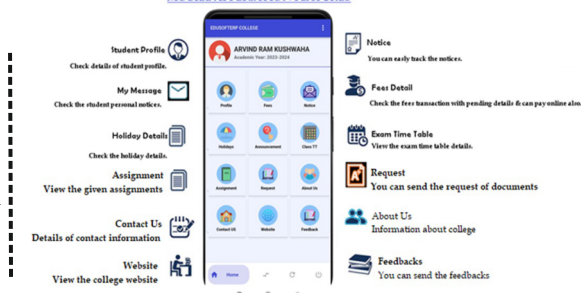 Student Profile
Check details of student profile.
My Message
Check the student personal notices.
Holiday Details
Check the holiday details.
Assignment
View the given assignments
Contact Us
Details of contact information
Website
View the college website
EDUSOFTERP COLLEGE
ARVIND RAM KUSHWAHA
Academic Year: 2023-2024
Profile
Fees
Notice
Holidays
Announcement
Class TT
Assignment
Request
About Us
Contact US
Website
Feedback
Home
Notice
You can easly track the notices.
Fees Detail
Check the fees transaction with pending details & can pay online also
Exam Time Table
View the exam time table details.
Request
You can send the request of documents
About Us
Information about college
Feedbacks
You can send the feedbacks